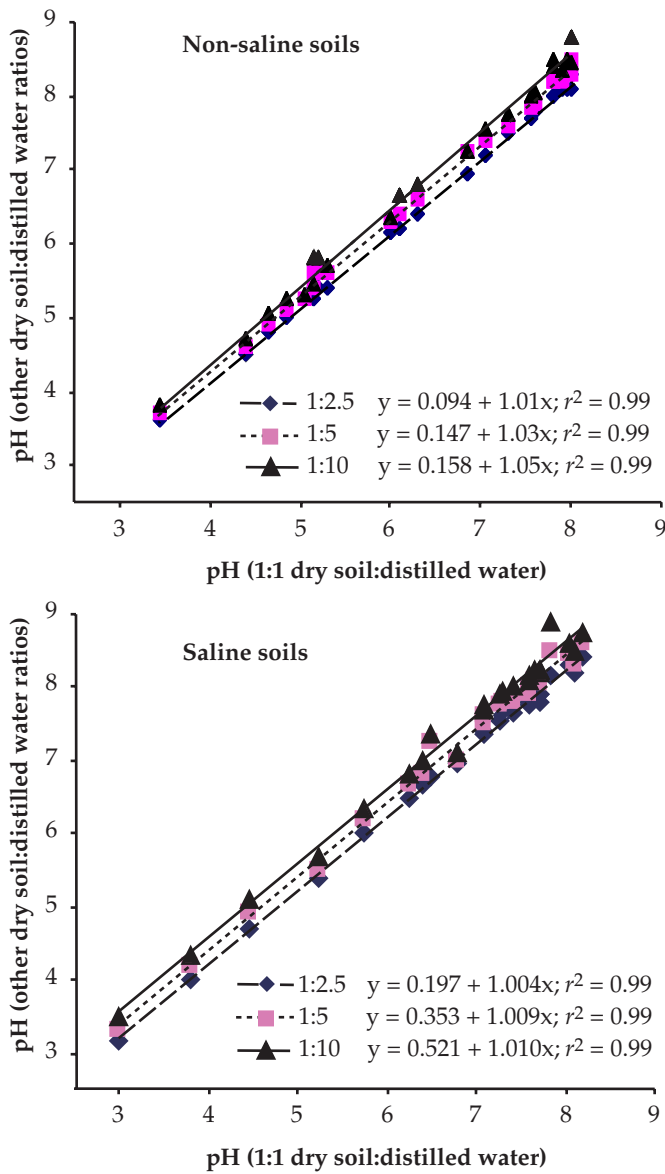 9
8
7
6
5
4
3
pH (other dry soil:distilled water ratios)
Non-saline soils
1:2.5 y = 0.094 + 1.01x; r² = 0.99
1:5 y = 0.147 + 1.03x; r² = 0.99
1:10 y = 0.158 + 1.05x; r² = 0.99
3 4 5 6 7 8 9
pH (1:1 dry soil:distilled water)
9
8
7
6
5
4
3
pH (other dry soil:distilled water ratios)
Saline soils
1:2.5 y = 0.197 + 1.004x; r² = 0.99
1:5 y = 0.353 + 1.009x; r² = 0.99
1:10 y = 0.521 + 1.010x; r² = 0.99
3 4 5 6 7 8 9
pH (1:1 dry soil:distilled water)